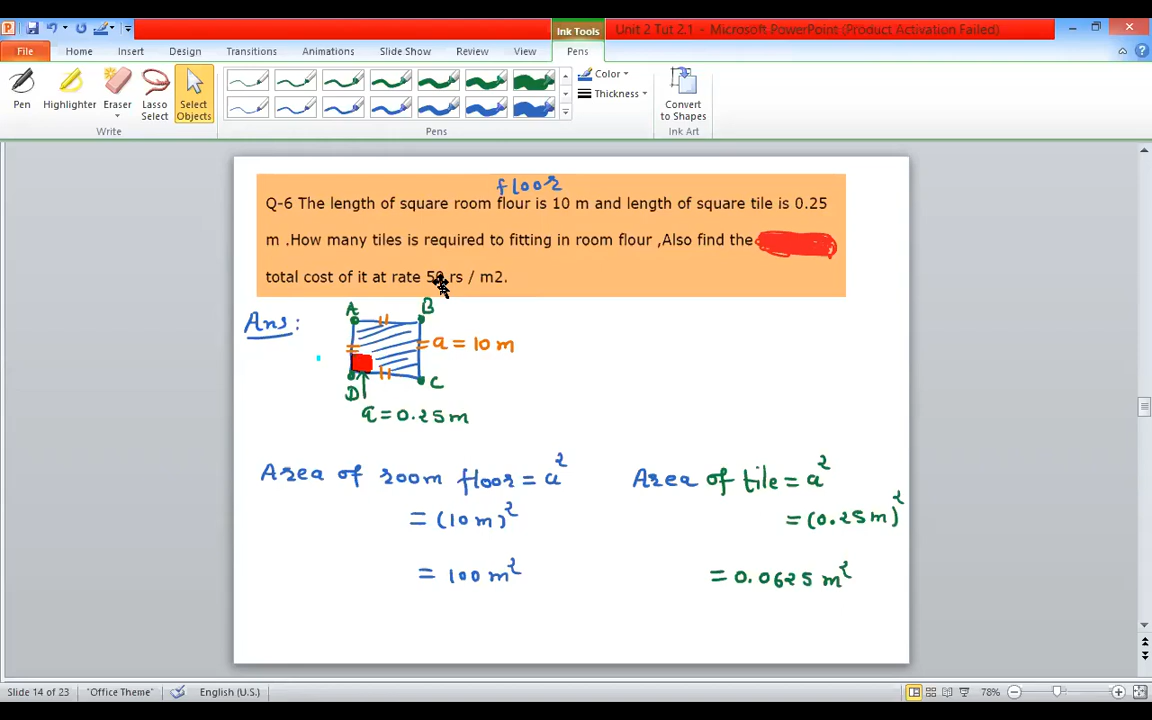 Ink Tools
Unit 2 Tut 2.1 - Microsoft PowerPoint (Product Activation Failed)
File Home Insert Design Transitions Animations Slide Show Review View Pens
Pen Highlighter Eraser Lasso Select Select Objects
Color
Thickness
Convert to Shapes
Write Pens Ink Art
floor
Q-6 The length of square room flour is 10 m and length of square tile is 0.25
m .How many tiles is required to fitting in room flour ,Also find the
total cost of it at rate rs / m2.
Ans:
A B
a = 10 m
D C
a = 0.25 m
Area of room floor = a²
= (10 m)²
= 100 m²
Area of tile = a²
= (0.25 m)²
= 0.0625 m²
Slide 14 of 23 "Office Theme" English (U.S.) 78%